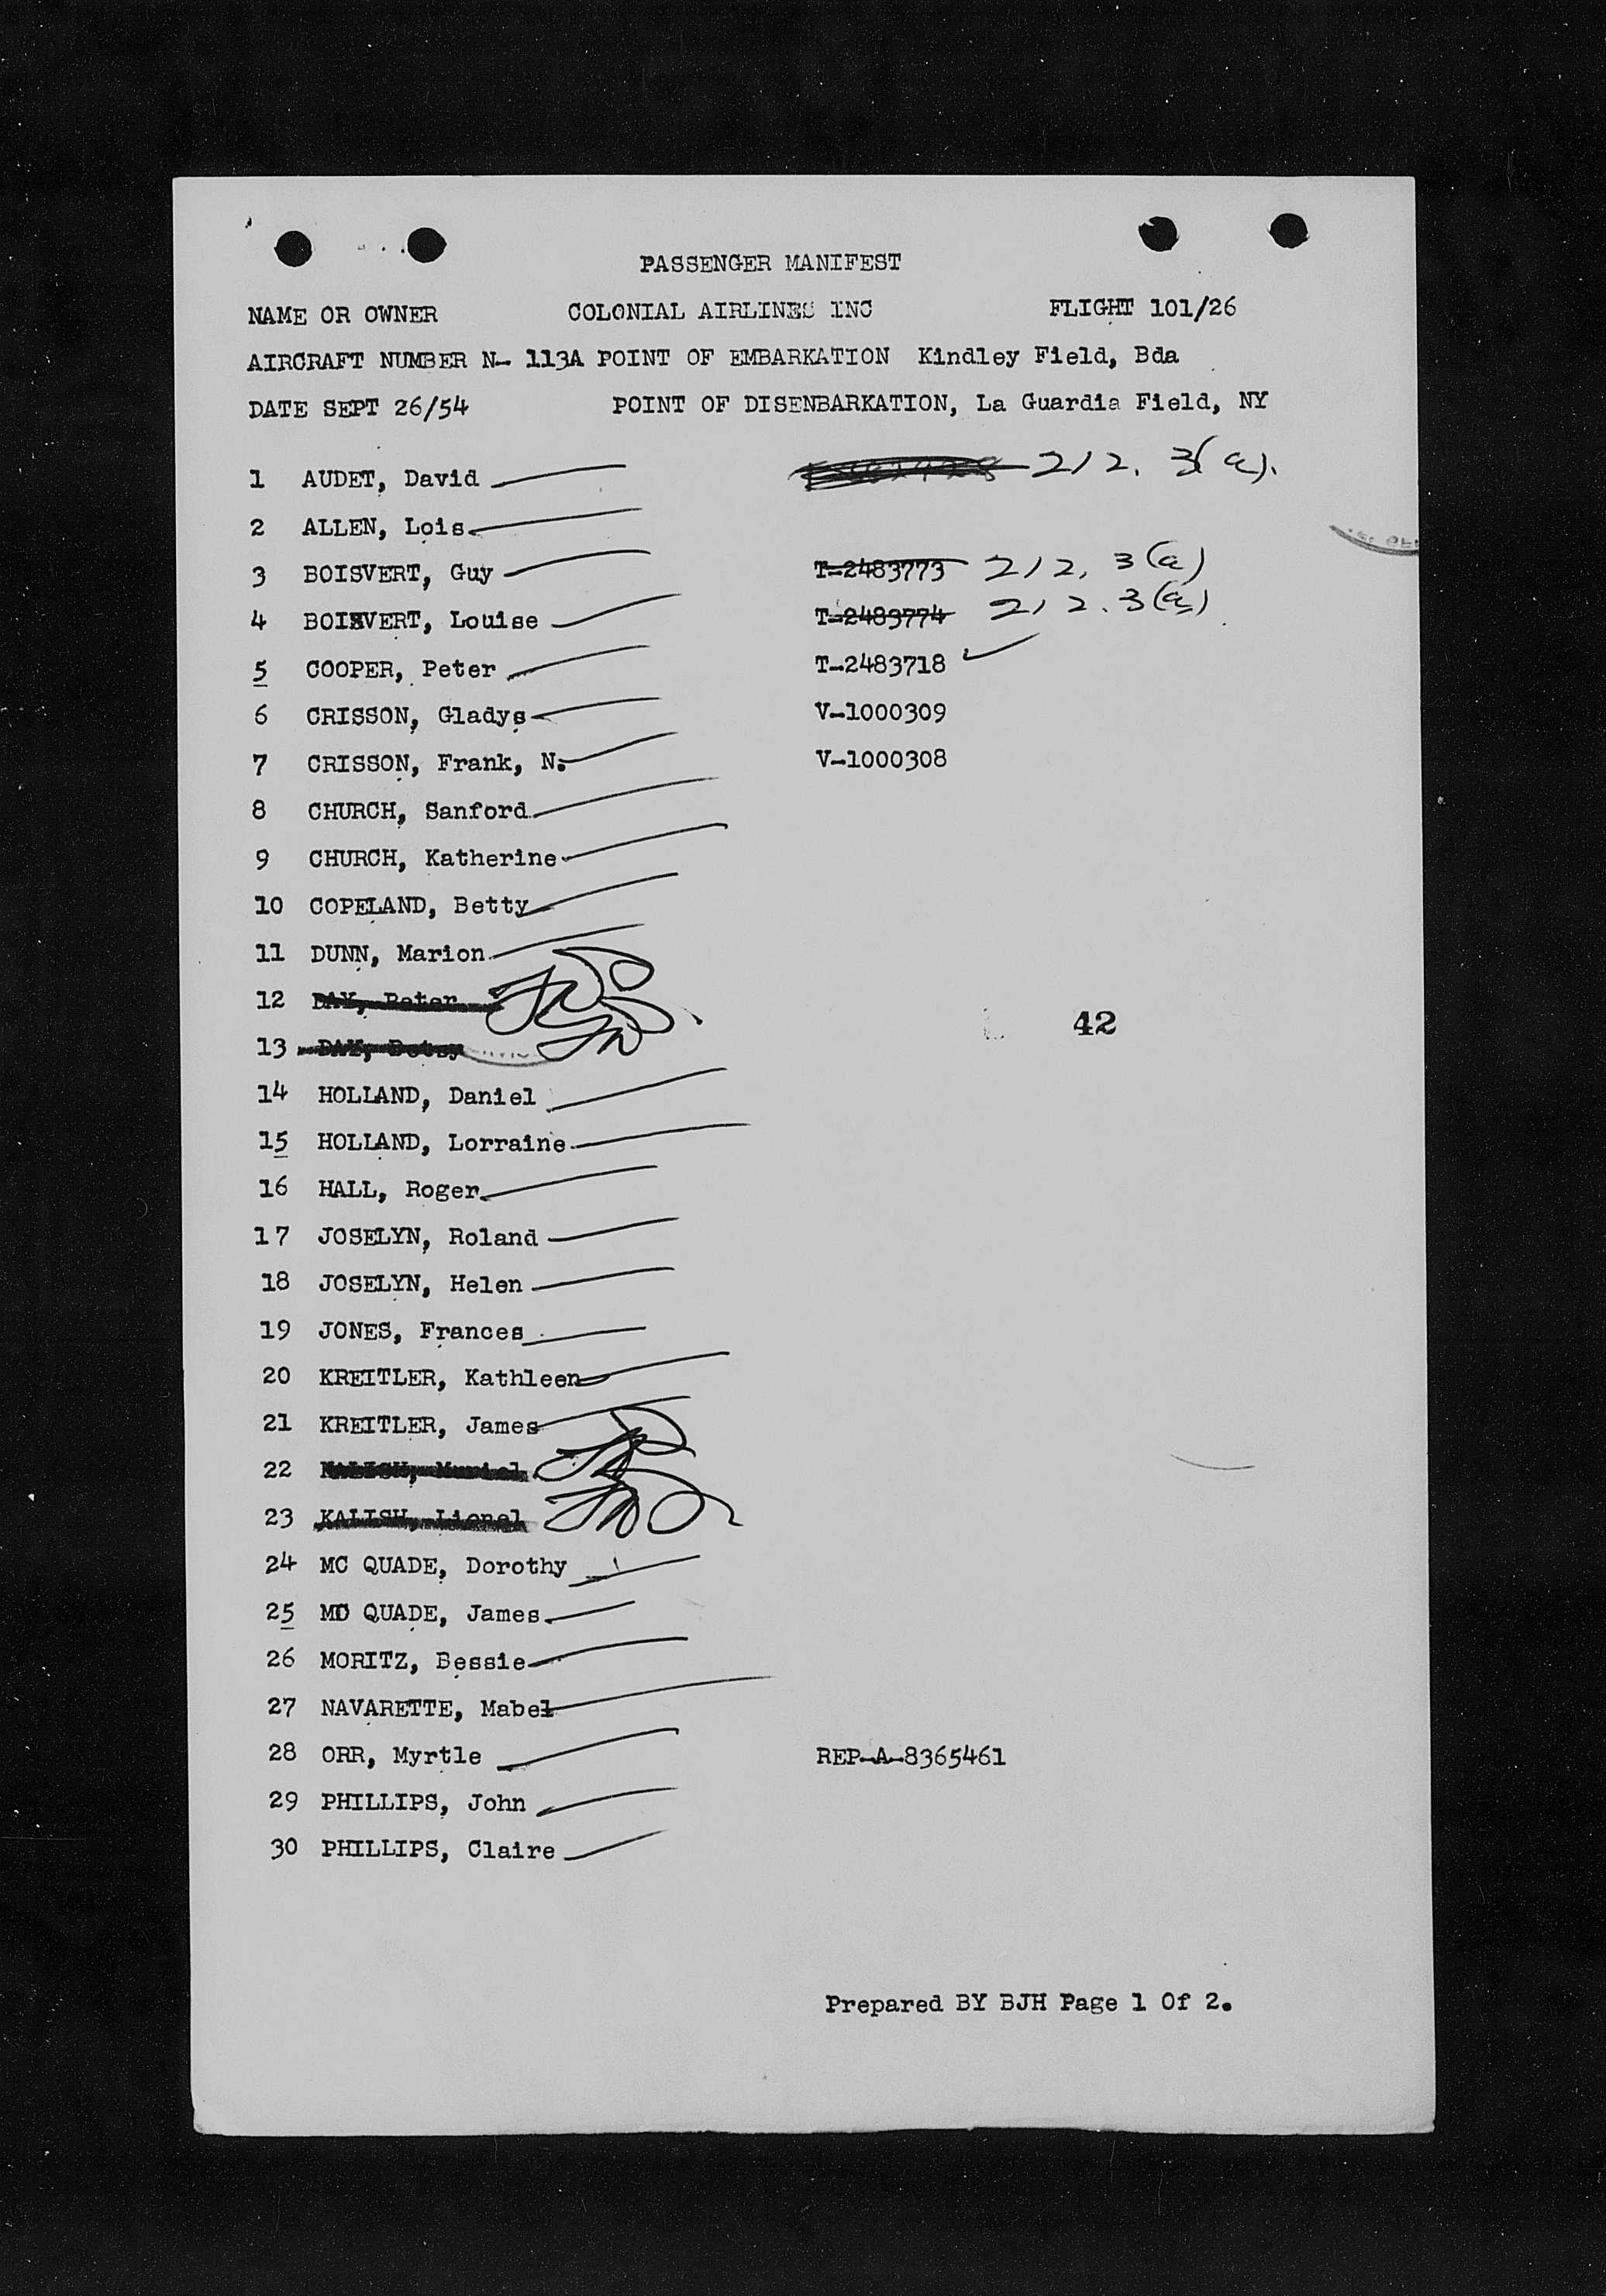 PASSENGER MANIFEST
NAME OR OWNER COLONIAL AIRLINES INC FLIGHT 101/26
AIRCRAFT NUMBER N- 113A POINT OF EMBARKATION Kindley Field, Bda
DATE SEPT 26/54 POINT OF DISENBARKATION, La Guardia Field, NY
1 AUDET, David 212. 3(a).
2 ALLEN, Lois
3 BOISVERT, Guy T-2483773 212. 3(a)
4 BOISVERT, Louise T-2483774 212.3(a)
5 COOPER, Peter T-2483718
6 CRISSON, Gladys V-1000309
7 CRISSON, Frank, N. V-1000308
8 CHURCH, Sanford
9 CHURCH, Katherine
10 COPELAND, Betty
11 DUNN, Marion
12 DAY, Peter
42
13 DAY, Betsy
14 HOLLAND, Daniel
15 HOLLAND, Lorraine
16 HALL, Roger
17 JOSELYN, Roland
18 JOSELYN, Helen
19 JONES, Frances
20 KREITLER, Kathleen
21 KREITLER, James
22 KALISH, Muriel
23 KALISH, Lionel
24 MC QUADE, Dorothy
25 MC QUADE, James
26 MORITZ, Bessie
27 NAVARETTE, Mabel
28 ORR, Myrtle REP-A-8365461
29 PHILLIPS, John
30 PHILLIPS, Claire
Prepared BY BJH Page 1 Of 2.